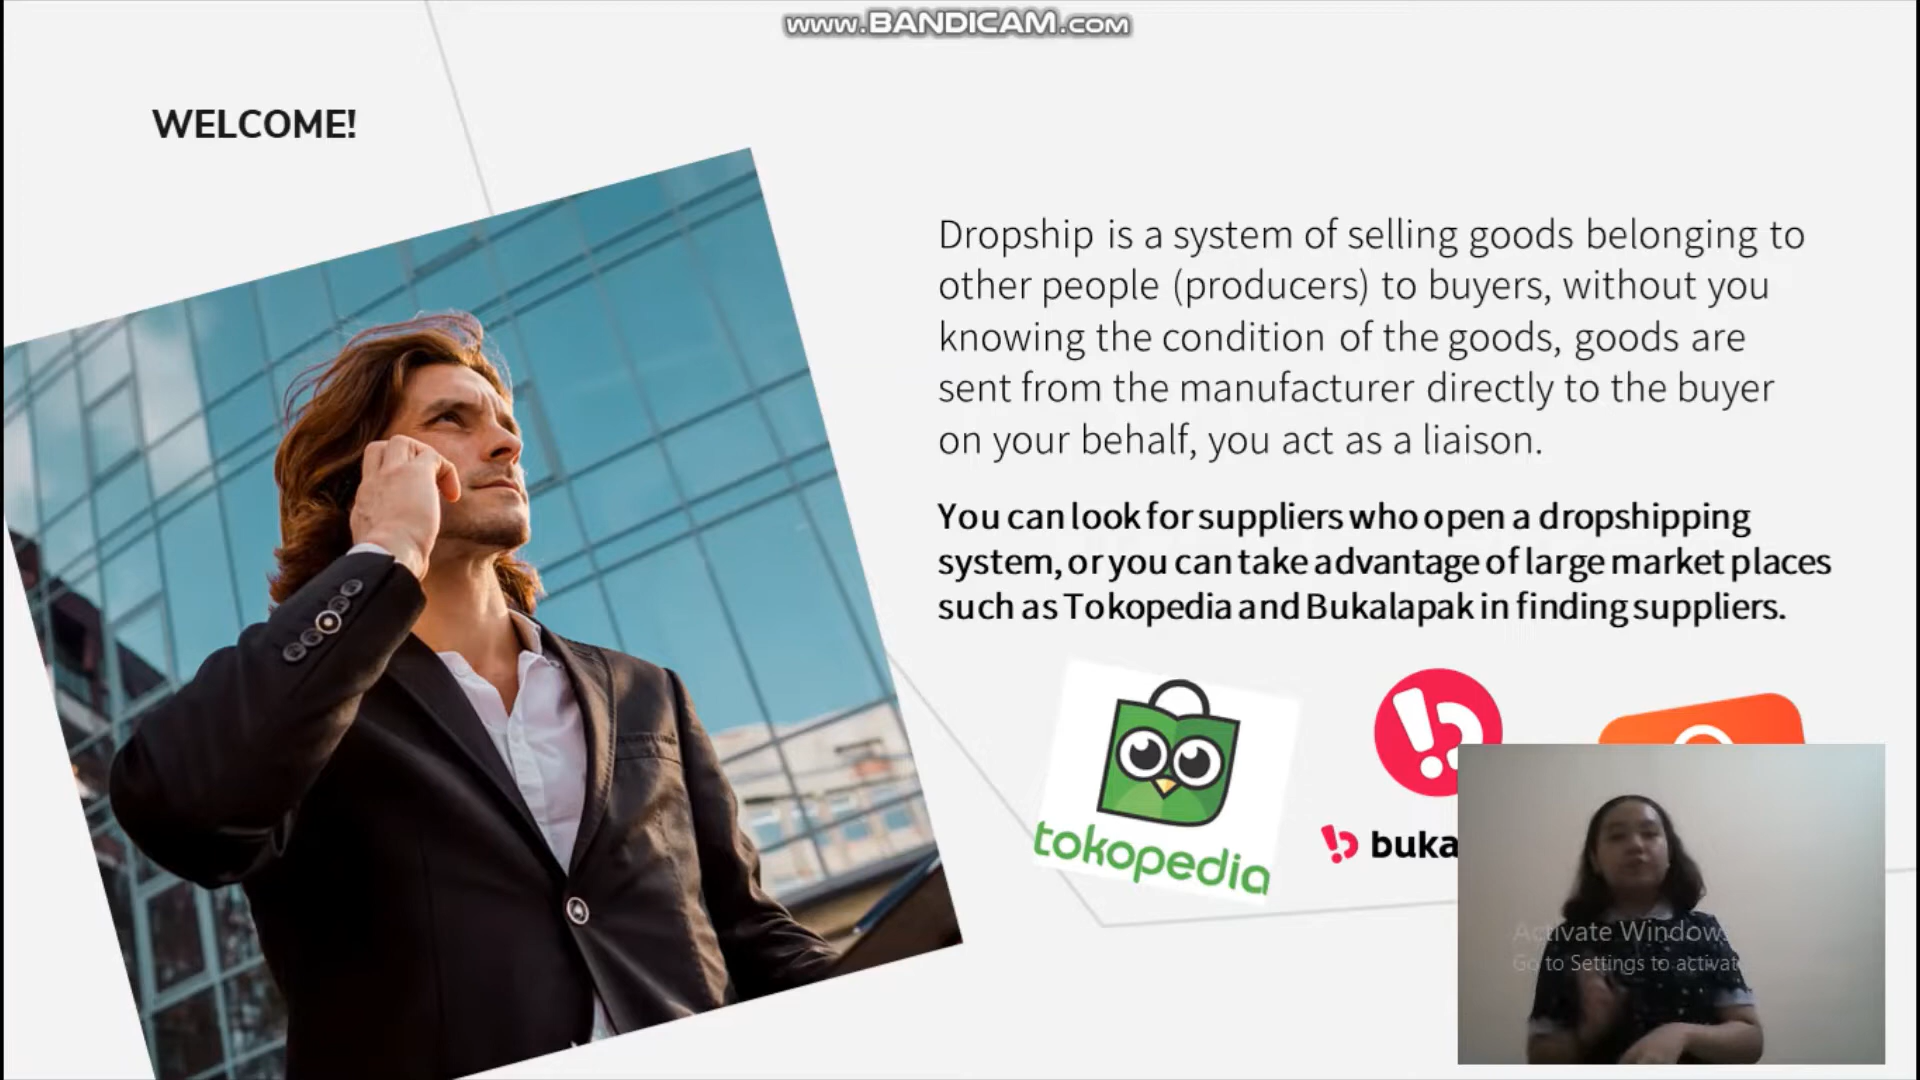 www.BANDICAM.com
WELCOME!
Dropship is a system of selling goods belonging to
other people (producers) to buyers, without you
knowing the condition of the goods, goods are
sent from the manufacturer directly to the buyer
on your behalf, you act as a liaison.
You can look for suppliers who open a dropshipping
system, or you can take advantage of large market places
such as Tokopedia and Bukalapak in finding suppliers.
tokopedia
buka
Activate Windows
Go to Settings to activat